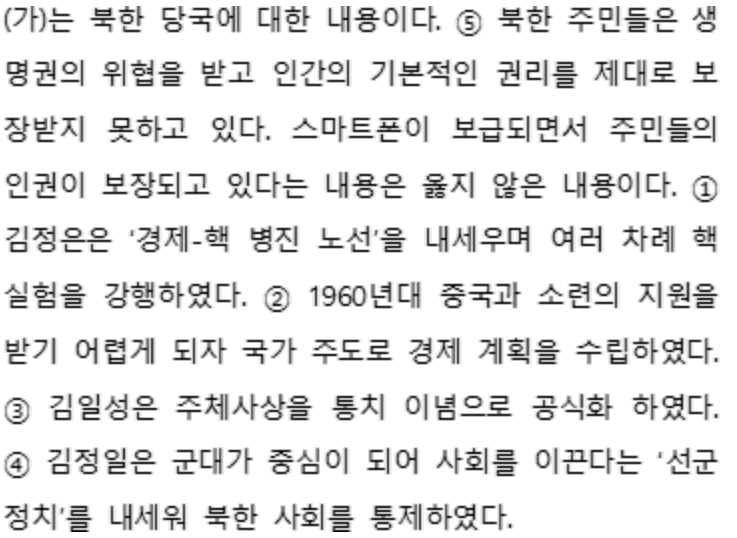 (가)는 북한 당국에 대한 내용이다. ⑤ 북한 주민들은 생
명권의 위협을 받고 인간의 기본적인 권리를 제대로 보
장받지 못하고 있다. 스마트폰이 보급되면서 주민들의
인권이 보장되고 있다는 내용은 옳지 않은 내용이다. ①
김정은은 ‘경제-핵 병진 노선’을 내세우며 여러 차례 핵
실험을 강행하였다. ② 1960년대 중국과 소련의 지원을
받기 어렵게 되자 국가 주도로 경제 계획을 수립하였다.
③ 김일성은 주체사상을 통치 이념으로 공식화 하였다.
④ 김정일은 군대가 중심이 되어 사회를 이끈다는 ‘선군
정치’를 내세워 북한 사회를 통제하였다.